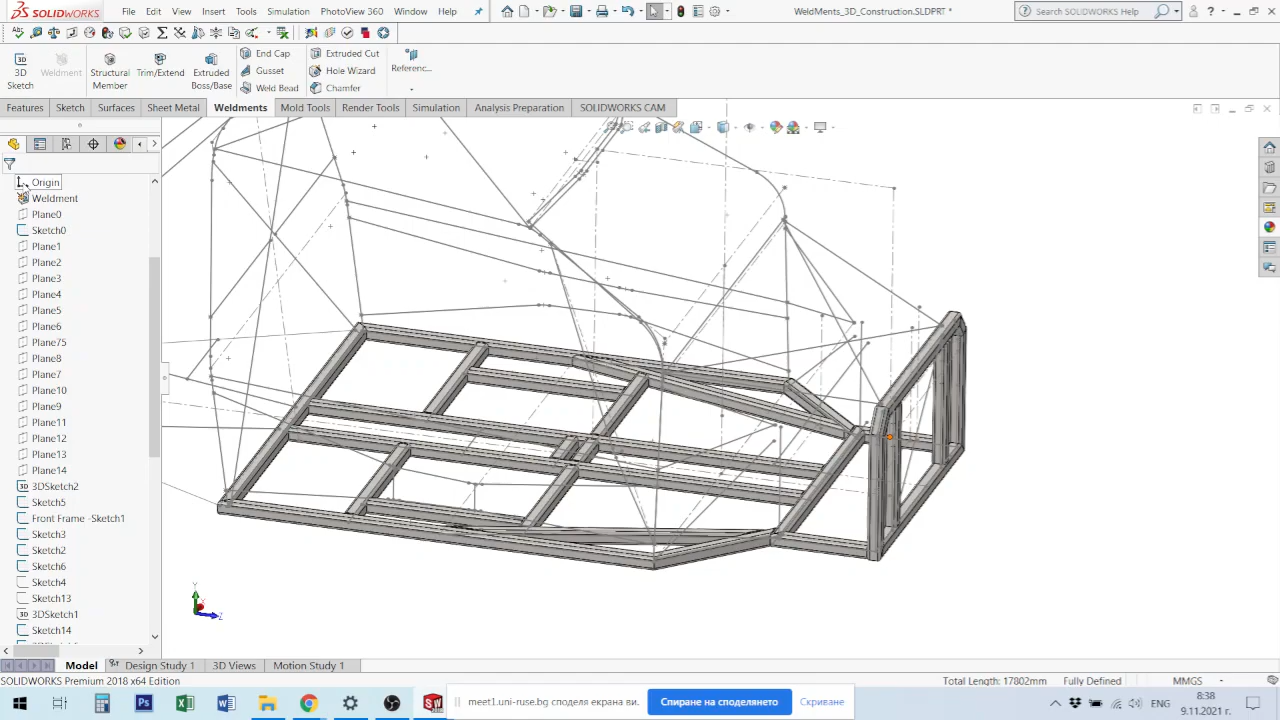 SOLIDWORKS File Edit View Insert Tools Simulation PhotoView 360 Window Help WeldMents_3D_Construction.SLDPRT * Search SOLIDWORKS Help
3D Sketch
Weldment
Structural Member
Trim/Extend
Extruded Boss/Base
End Cap
Gusset
Weld Bead
Extruded Cut
Hole Wizard
Chamfer
Referenc...
Features Sketch Surfaces Sheet Metal Weldments Mold Tools Render Tools Simulation Analysis Preparation SOLIDWORKS CAM
Origin
Weldment
Plane0
Sketch0
Plane1
Plane2
Plane3
Plane4
Plane5
Plane6
Plane75
Plane8
Plane7
Plane10
Plane9
Plane11
Plane12
Plane13
Plane14
3DSketch2
Sketch5
Front Frame -Sketch1
Sketch3
Sketch2
Sketch6
Sketch4
Sketch13
3DSketch1
Sketch14
Y
Z
Model Design Study 1 3D Views Motion Study 1
SOLIDWORKS Premium 2018 x64 Edition Total Length: 17802mm Fully Defined MMGS
meet1.uni-ruse.bg споделя екрана ви. Спиране на споделянето Скриване
ENG
8:38
9.11.2021 г.